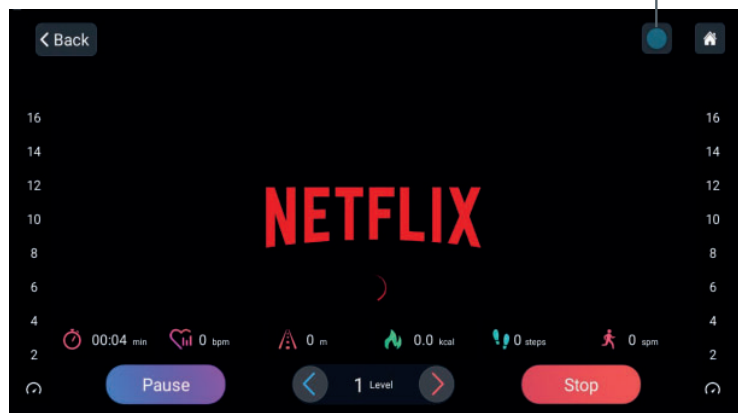 Back
16 16
14 14
12 12
10 10
NETFLIX
8 8
6 6
4 4
00:04 min 0 bpm 0 m 0.0 kcal 0 steps 0 spm
2 2
Pause 1 Level Stop